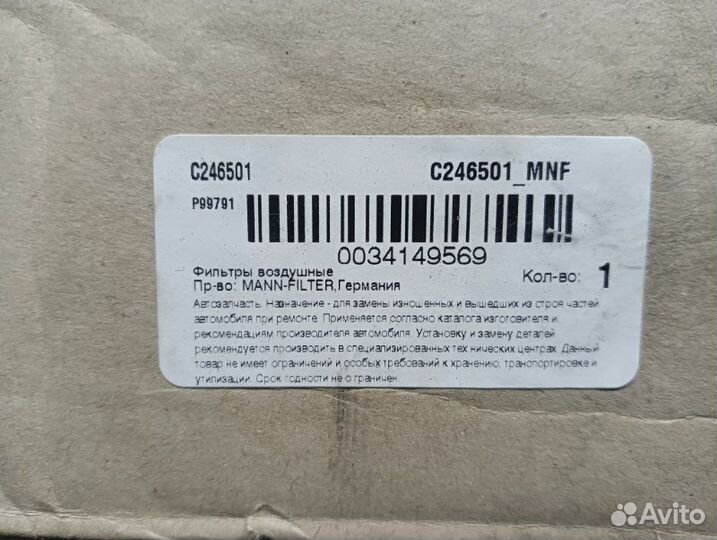 C246501 C246501_MNF
P99791
0034149569
Фильтры воздушные
Пр-во: MANN-FILTER,Германия Кол-во: 1
Автозапчасть. Назначение - для замены изношенных и вышедших из строя частей
автомобиля при ремонте. Применяется согласно каталога изготовителя и
рекомендациям производителя автомобиля. Установку и замену деталей
рекомендуется производить в специализированных технических центрах. Данный
товар не имеет ограничений и особых требований к хранению, транспортировке и
утилизации. Срок годности не ограничен.
Avito